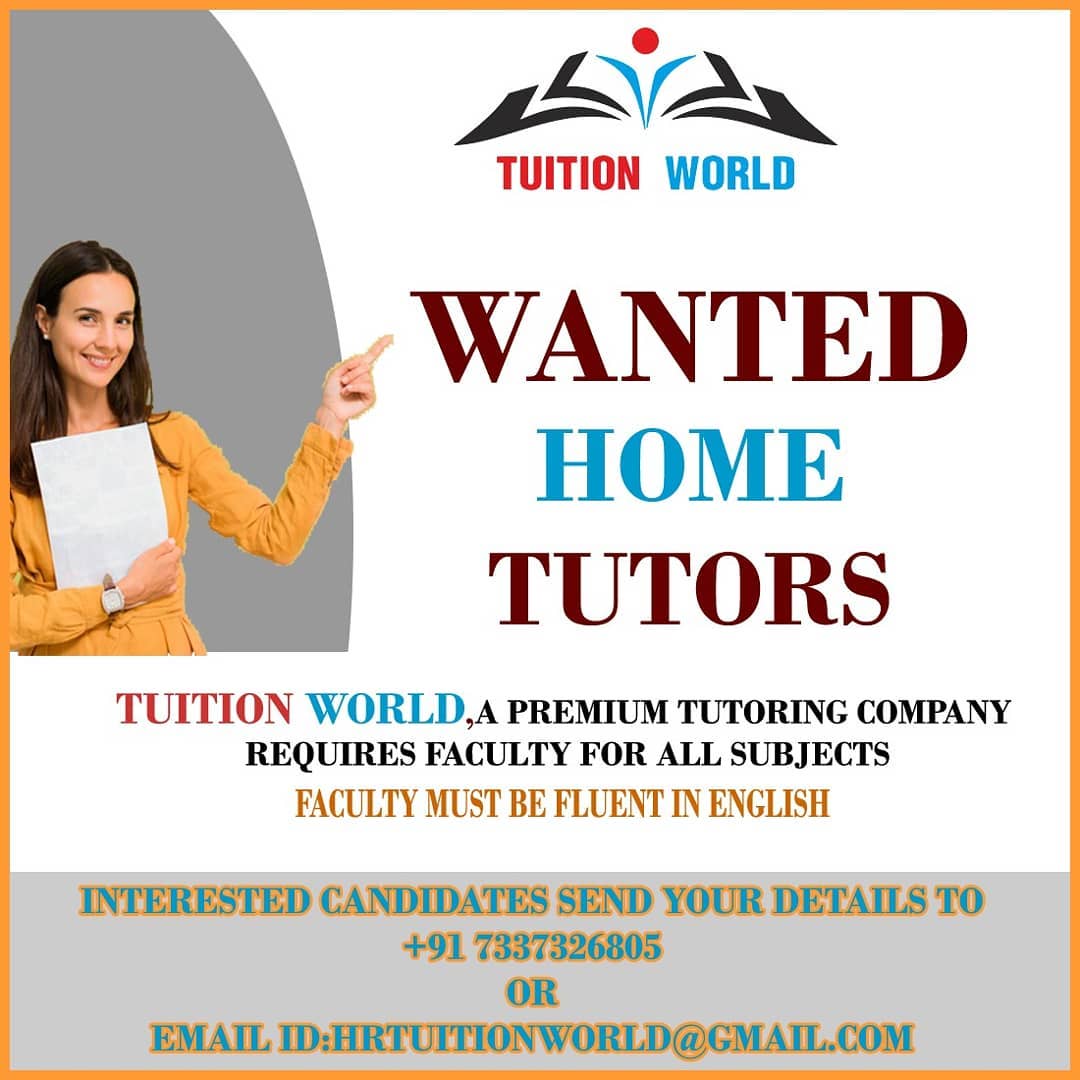 TUITION WORLD
WANTED
HOME
TUTORS
TUITION WORLD,A PREMIUM TUTORING COMPANY
REQUIRES FACULTY FOR ALL SUBJECTS
FACULTY MUST BE FLUENT IN ENGLISH
INTERESTED CANDIDATES SEND YOUR DETAILS TO
+91 7337326805
OR
EMAIL ID:HRTUITIONWORLD@GMAIL.COM